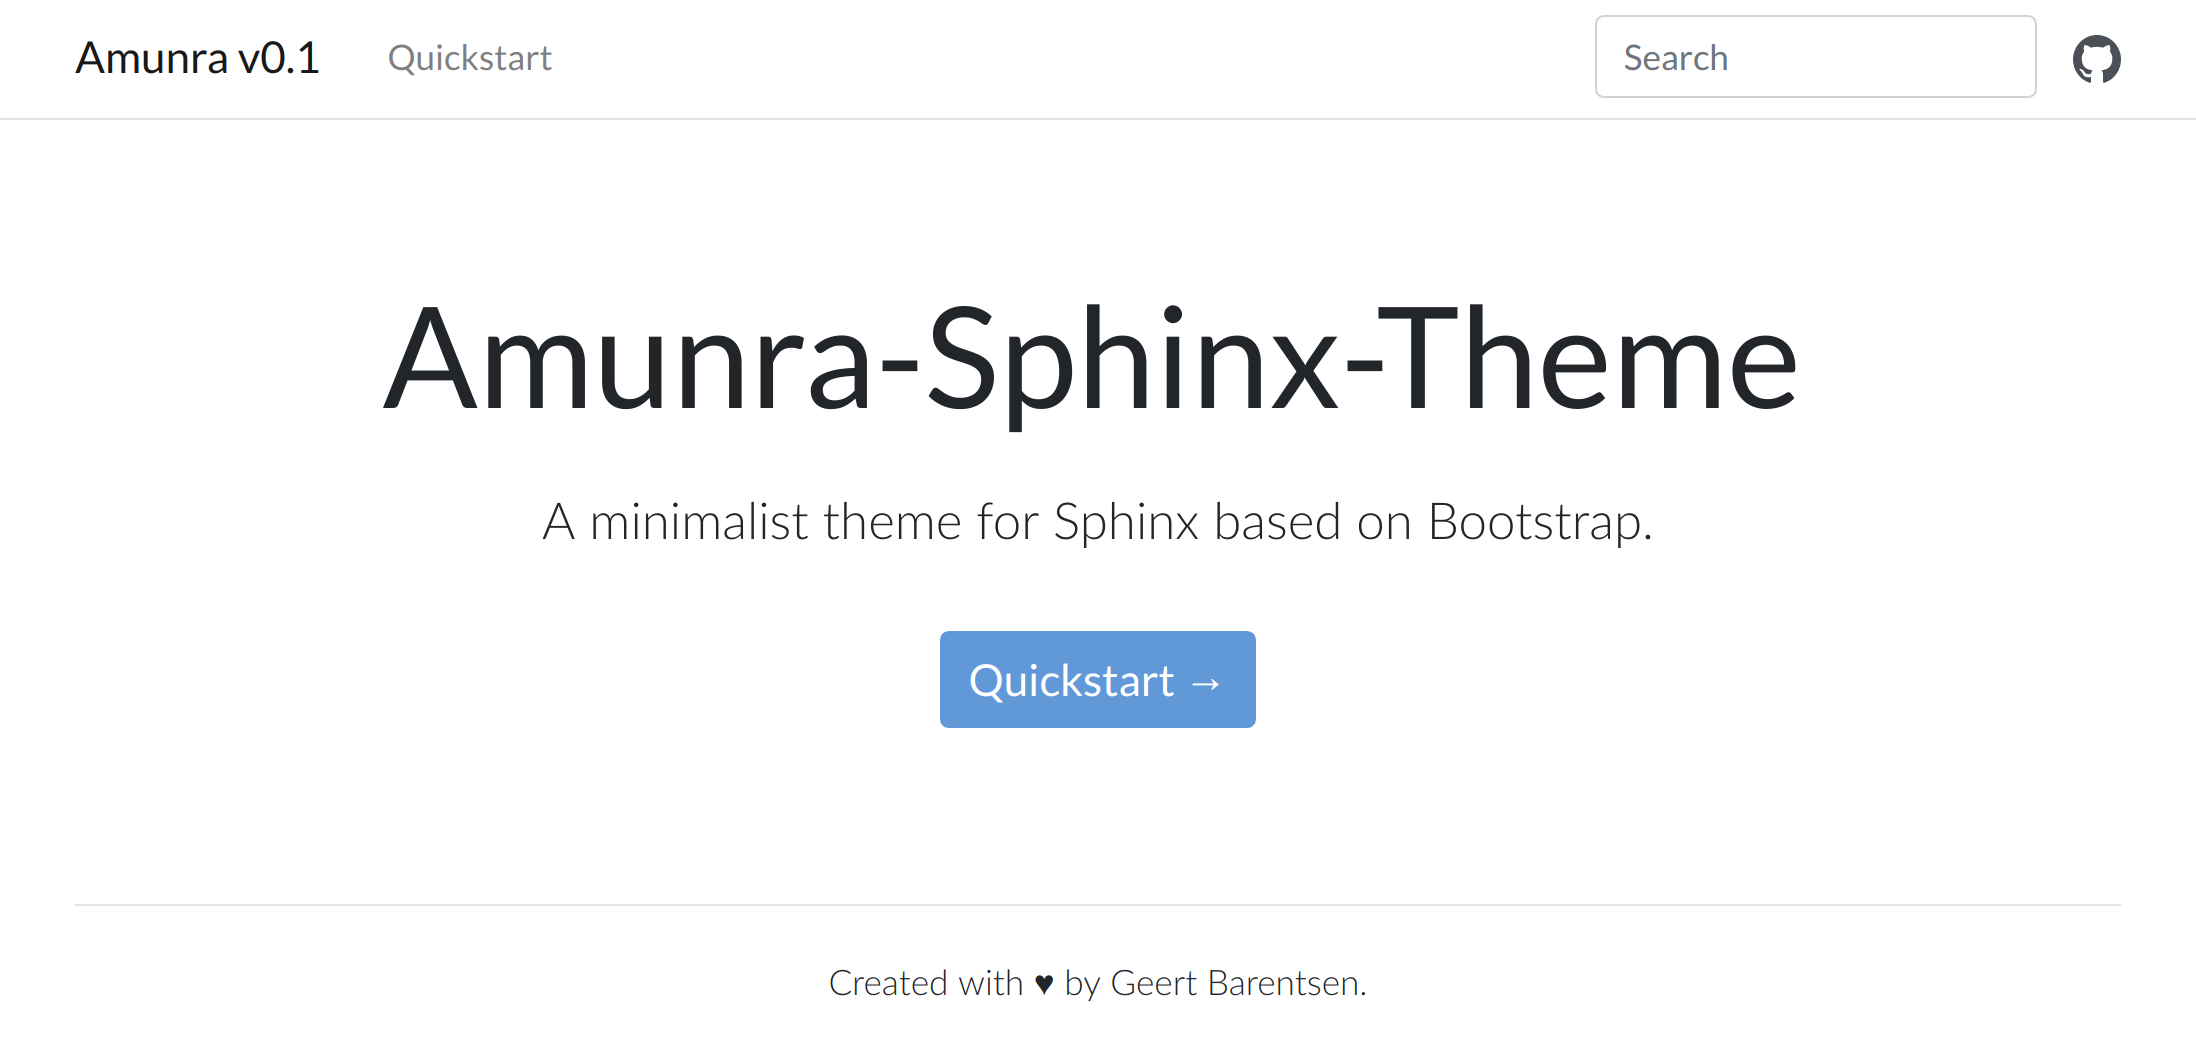 Amunra v0.1 Quickstart Search
Amunra-Sphinx-Theme
A minimalist theme for Sphinx based on Bootstrap.
Quickstart →
Created with ♥ by Geert Barentsen.